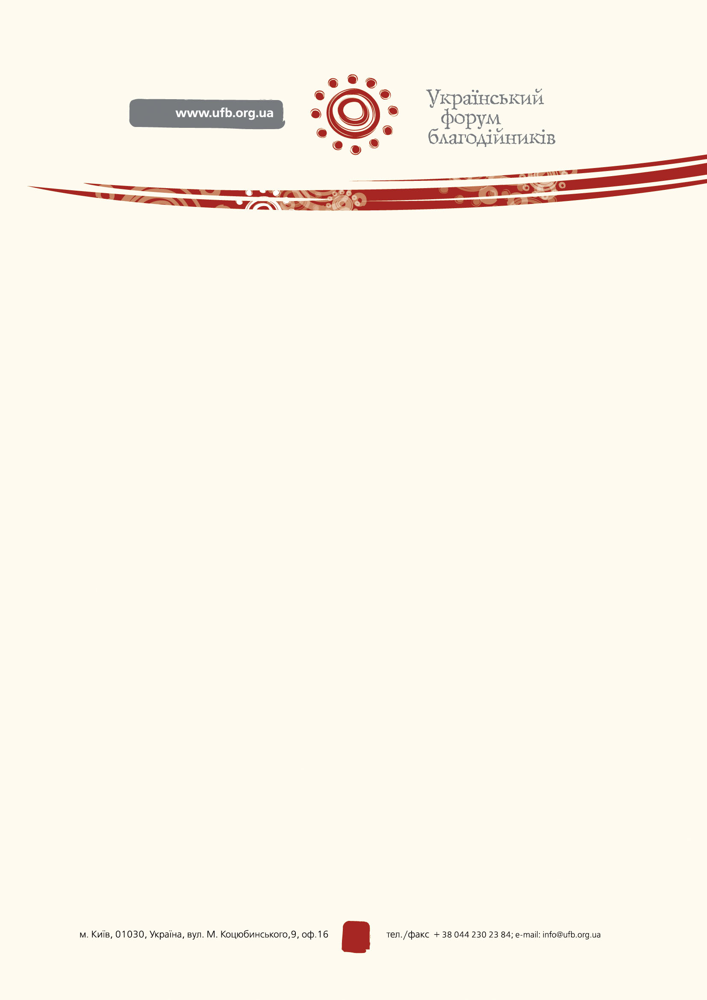 www.ufb.org.ua
Український
форум
благодійників
м. Київ, 01030, Україна, вул. М. Коцюбинського,9, оф.16
тел./факс + 38 044 230 23 84; e-mail: info@ufb.org.ua